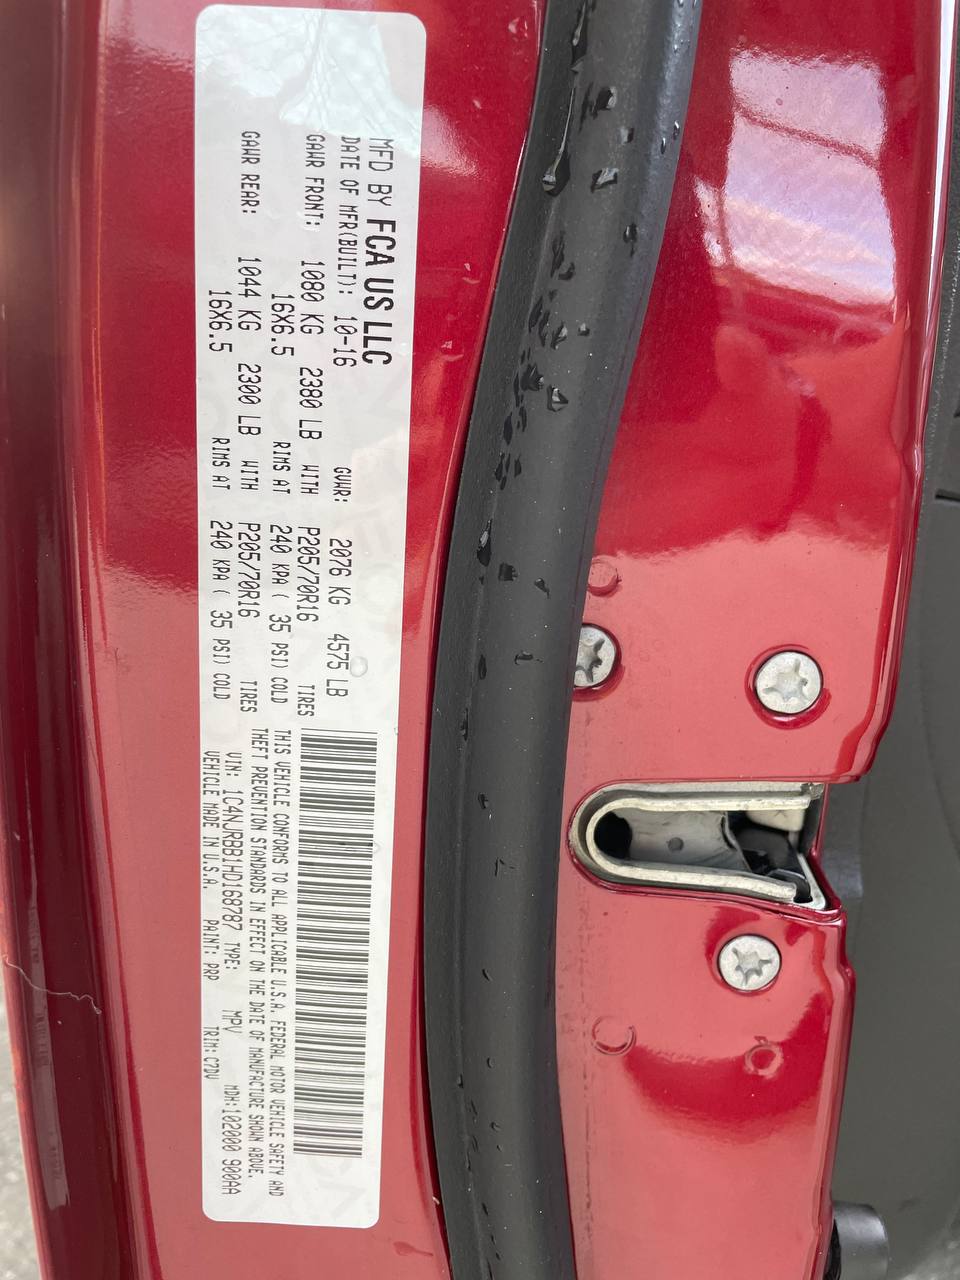 MFD BY FCA US LLC
DATE OF MFR(BUILT): 10-16 GVWR: 2076 KG 4575 LB
GAWR FRONT: 1080 KG 2380 LB WITH P205/70R16 TIRES
16X6.5 RIMS AT 240 KPA ( 35 PSI) COLD
GAWR REAR: 1044 KG 2300 LB WITH P205/70R16 TIRES
16X6.5 RIMS AT 240 KPA ( 35 PSI) COLD
THIS VEHICLE CONFORMS TO ALL APPLICABLE U.S.A. FEDERAL MOTOR VEHICLE SAFETY AND
THEFT PREVENTION STANDARDS IN EFFECT ON THE DATE OF MANUFACTURE SHOWN ABOVE.
VIN: 1C4NJRBB1HD168787 TYPE: MPV MDH:102000 900AA
VEHICLE MADE IN U.S.A. PAINT: PRP TRIM:C7DV